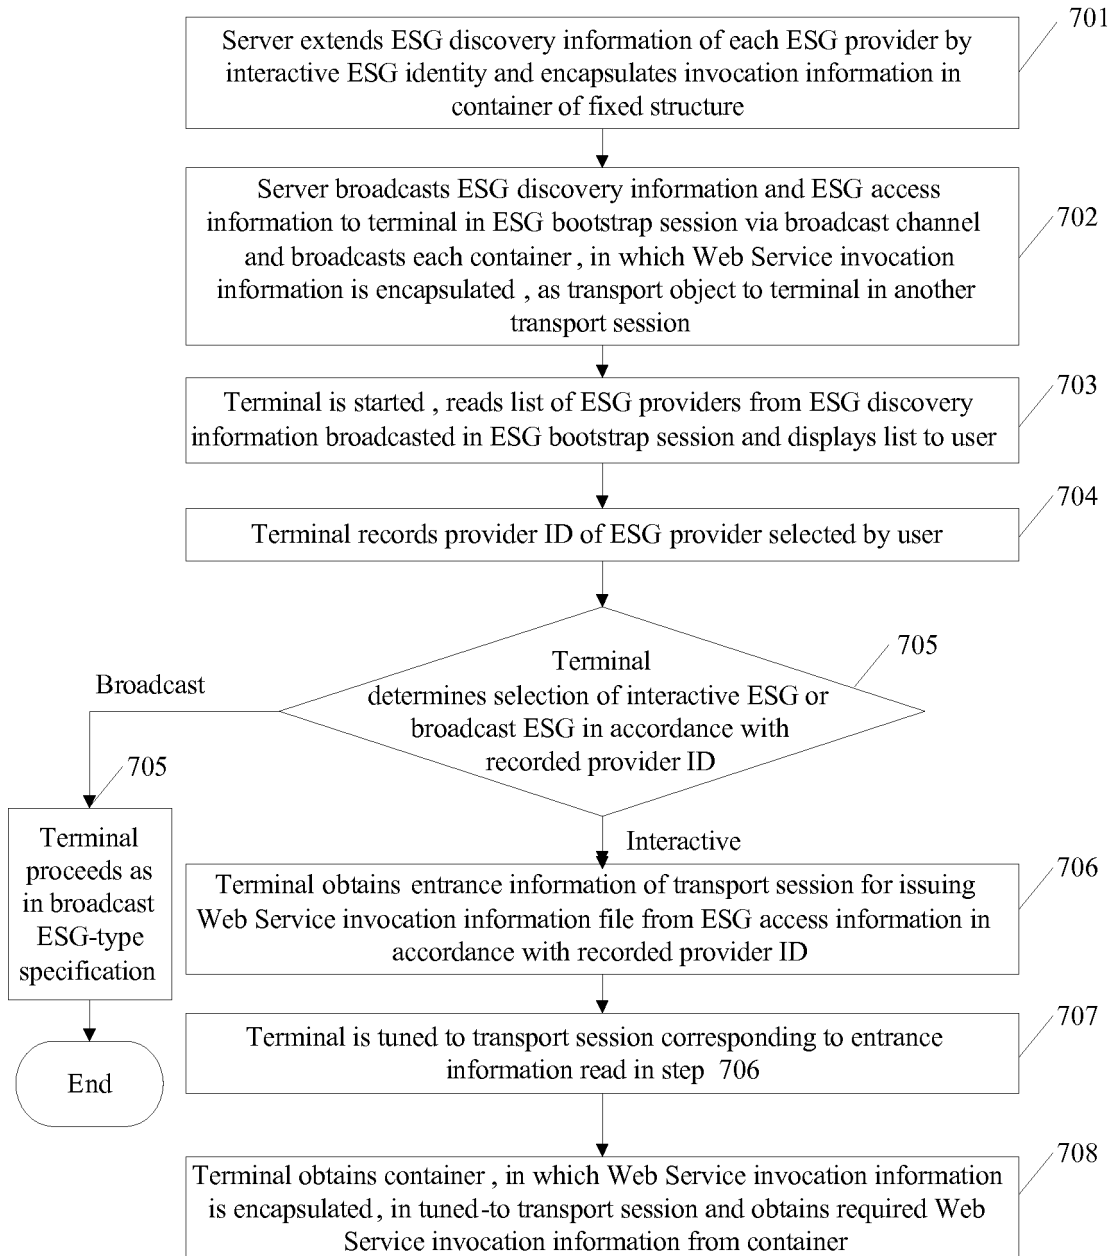 701
Server extends ESG discovery information of each ESG provider by
interactive ESG identity and encapsulates invocation information in
container of fixed structure
702
Server broadcasts ESG discovery information and ESG access
information to terminal in ESG bootstrap session via broadcast channel
and broadcasts each container , in which Web Service invocation
information is encapsulated , as transport object to terminal in another
transport session
703
Terminal is started , reads list of ESG providers from ESG discovery
information broadcasted in ESG bootstrap session and displays list to user
704
Terminal records provider ID of ESG provider selected by user
705
Terminal
determines selection of interactive ESG or
broadcast ESG in accordance with
recorded provider ID
Broadcast
705
Terminal
proceeds as
in broadcast
ESG-type
specification
End
Interactive
706
Terminal obtains entrance information of transport session for issuing
Web Service invocation information file from ESG access information in
accordance with recorded provider ID
707
Terminal is tuned to transport session corresponding to entrance
information read in step 706
708
Terminal obtains container , in which Web Service invocation information
is encapsulated , in tuned-to transport session and obtains required Web
Service invocation information from container